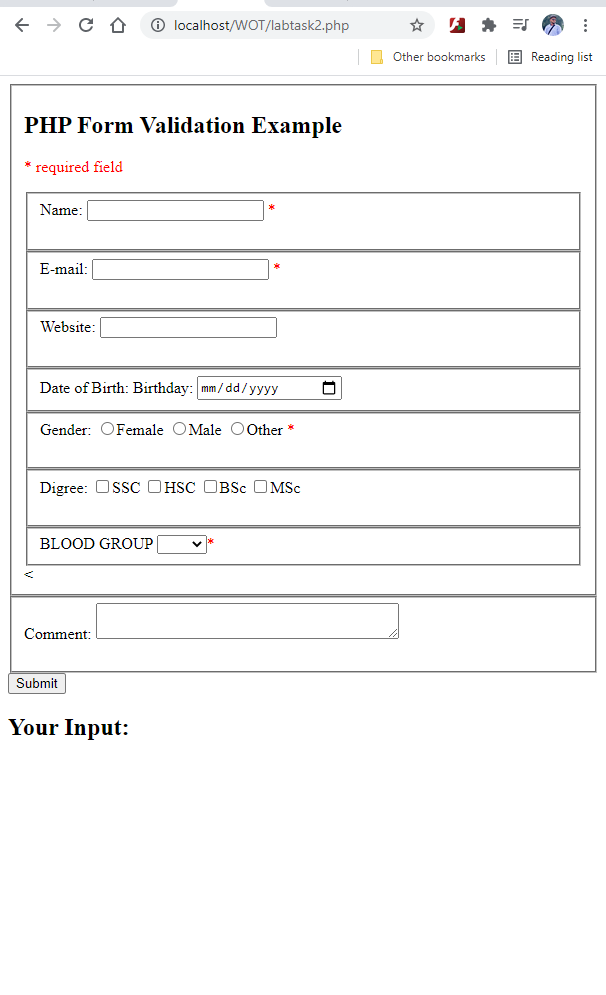 localhost/WOT/labtask2.php
Other bookmarks Reading list
PHP Form Validation Example
* required field
Name: *
E-mail: *
Website:
Date of Birth: Birthday: mm/dd/yyyy
Gender: Female Male Other *
Digree: SSC HSC BSc MSc
BLOOD GROUP *
<
Comment:
Submit
Your Input: